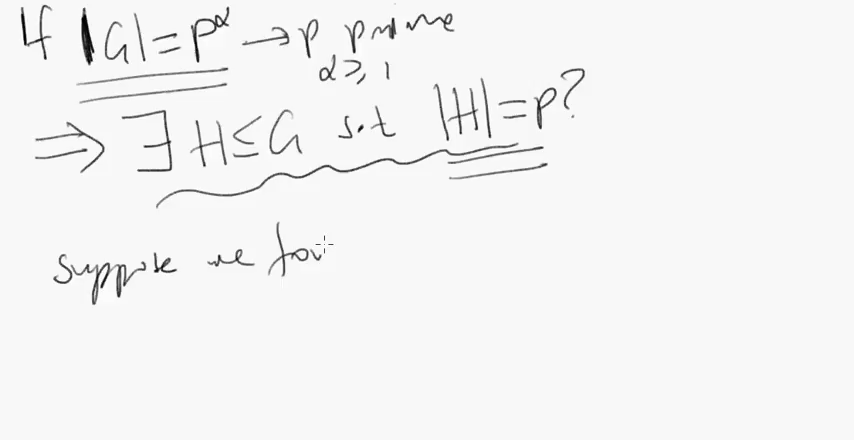 If |G| = p^α → p prime
α ≥ 1
⇒ ∃ H ≤ G s.t |H| = p?
suppose we fou